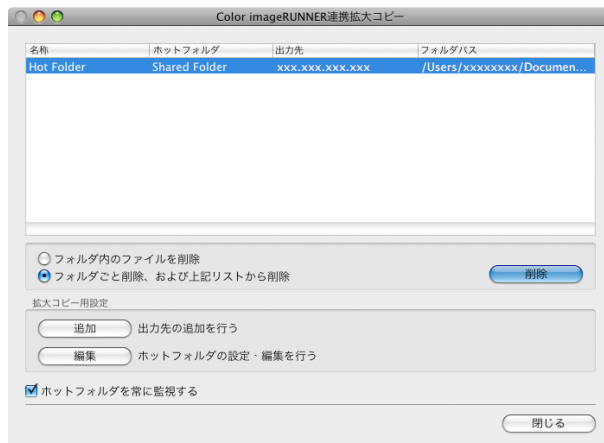 Color imageRUNNER連携拡大コピー
名称 ホットフォルダ 出力先 フォルダパス
Hot Folder Shared Folder xxx.xxx.xxx.xxx /Users/xxxxxxxx/Documen...
フォルダ内のファイルを削除
フォルダごと削除、および上記リストから削除 削除
拡大コピー用設定
追加 出力先の追加を行う
編集 ホットフォルダの設定・編集を行う
ホットフォルダを常に監視する
閉じる